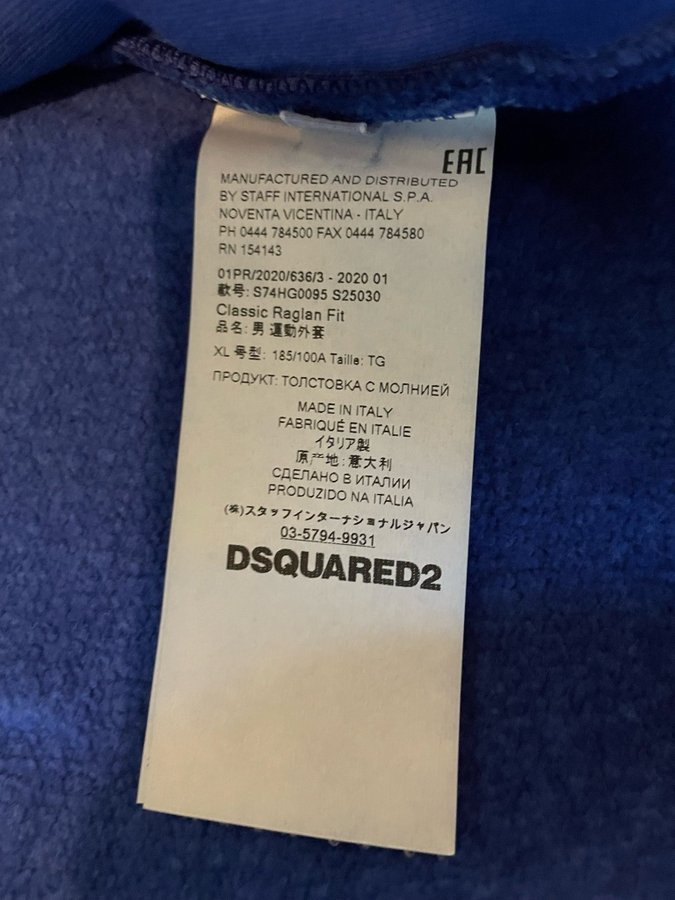 EAC
MANUFACTURED AND DISTRIBUTED
BY STAFF INTERNATIONAL S.P.A.
NOVENTA VICENTINA - ITALY
PH 0444 784500 FAX 0444 784580
RN 154143
01PR/2020/636/3 - 2020 01
款号: S74HG0095 S25030
Classic Raglan Fit
品名: 男 運動外套
XL 号型: 185/100A Taille: TG
ПРОДУКТ: ТОЛСТОВКА С МОЛНИЕЙ
MADE IN ITALY
FABRIQUÉ EN ITALIE
イタリア製
原产地:意大利
СДЕЛАНО В ИТАЛИИ
PRODUZIDO NA ITALIA
(株)スタッフインターナショナルジャパン
03-5794-9931
DSQUARED2